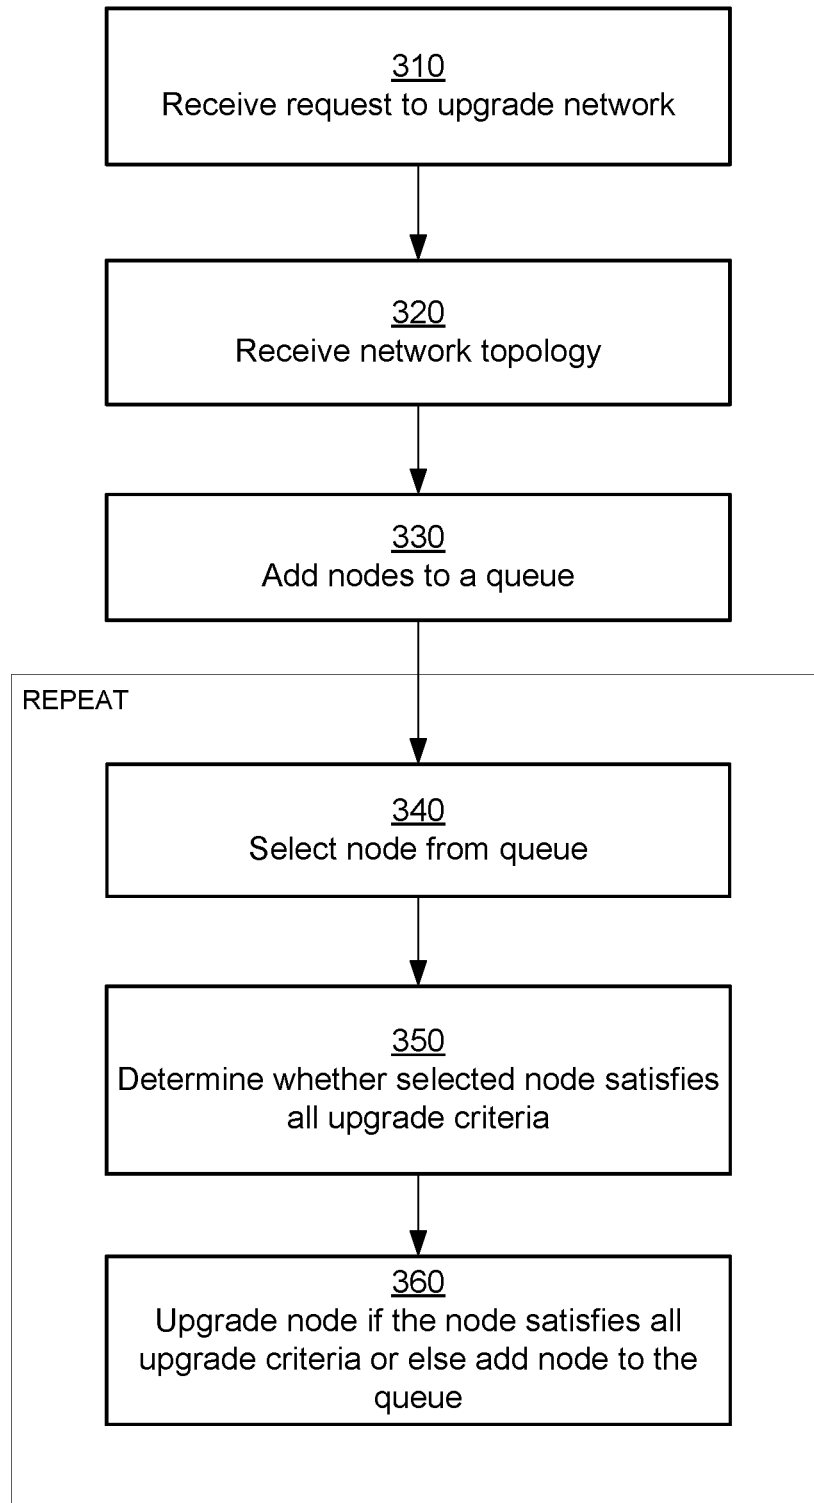 310
Receive request to upgrade network
320
Receive network topology
330
Add nodes to a queue
REPEAT
340
Select node from queue
350
Determine whether selected node satisfies
all upgrade criteria
360
Upgrade node if the node satisfies all
upgrade criteria or else add node to the
queue